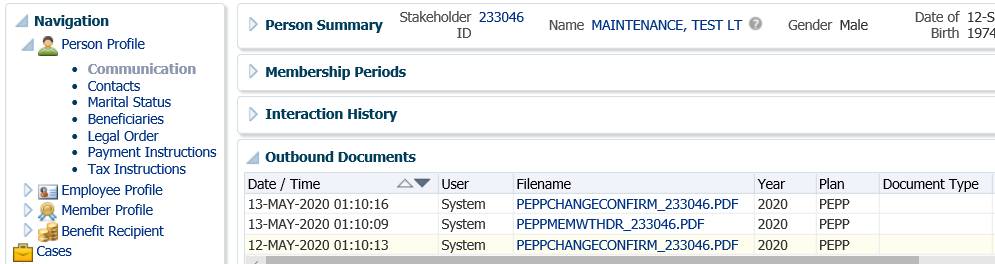 Navigation
Person Profile
Communication
Contacts
Marital Status
Beneficiaries
Legal Order
Payment Instructions
Tax Instructions
Employee Profile
Member Profile
Benefit Recipient
Cases
Person Summary Stakeholder ID 233046 Name MAINTENANCE, TEST LT Gender Male Date of Birth 12-S 1974
Membership Periods
Interaction History
Outbound Documents
Date / Time User Filename Year Plan Document Type
13-MAY-2020 01:10:16 System PEPPCHANGECONFIRM_233046.PDF 2020 PEPP
13-MAY-2020 01:10:09 System PEPPMEMWTHDR_233046.PDF 2020 PEPP
12-MAY-2020 01:10:13 System PEPPCHANGECONFIRM_233046.PDF 2020 PEPP